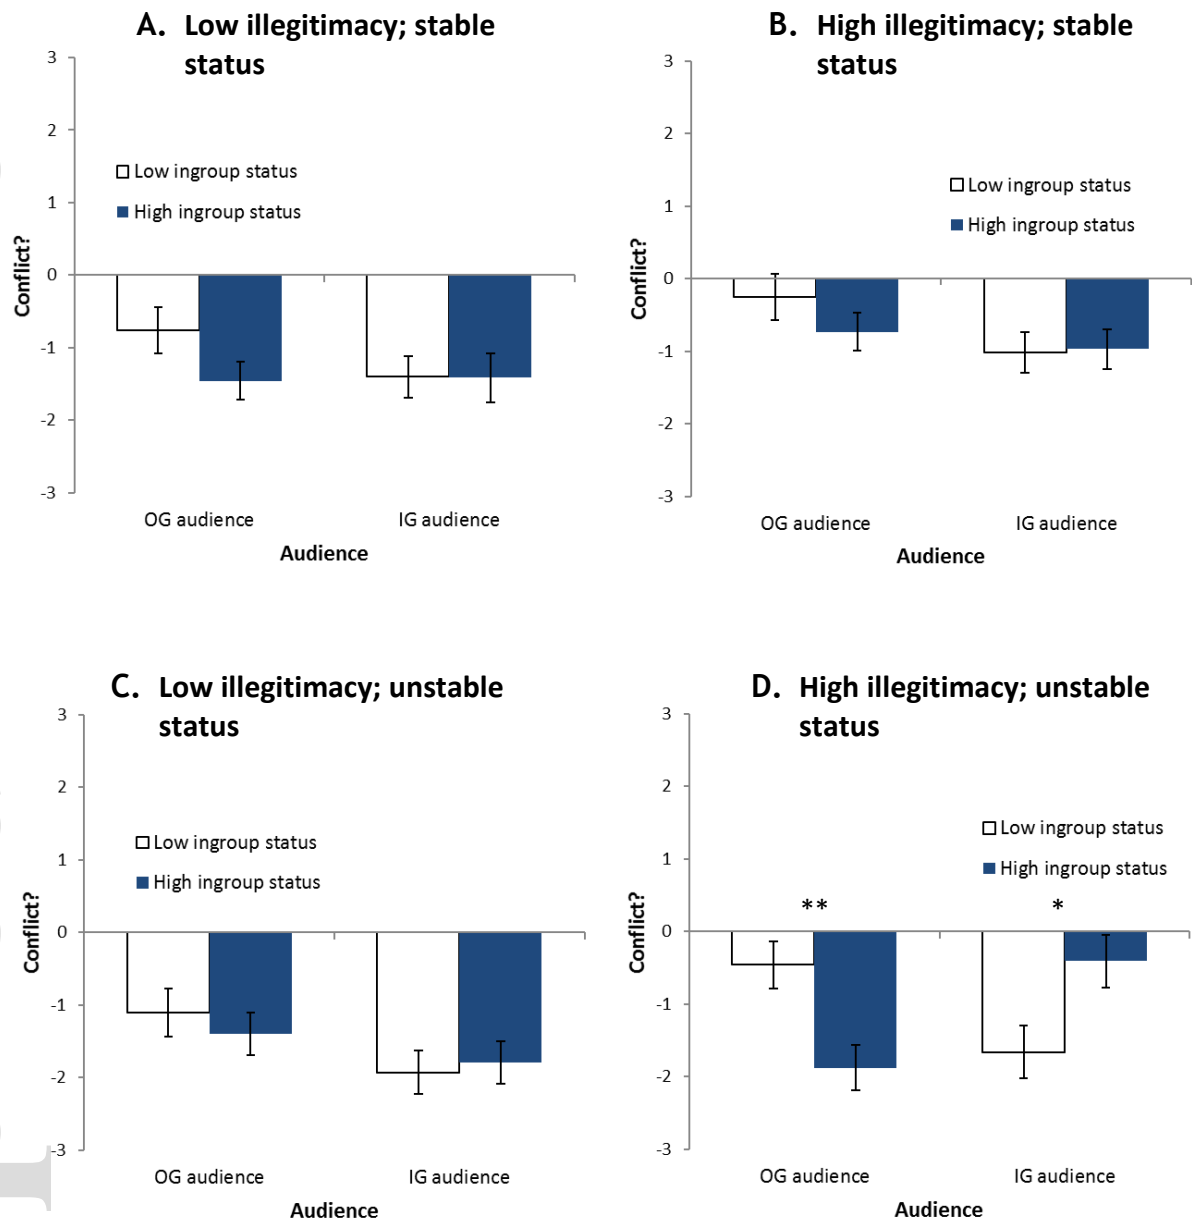 A. Low illegitimacy; stable
status
3
2
1
0
-1
-2
-3
Conflict?
Low ingroup status
High ingroup status
OG audience
IG audience
Audience
B. High illegitimacy; stable
status
3
2
1
0
-1
-2
-3
Conflict?
Low ingroup status
High ingroup status
OG audience
IG audience
Audience
C. Low illegitimacy; unstable
status
3
2
1
0
-1
-2
-3
Conflict?
Low ingroup status
High ingroup status
OG audience
IG audience
Audience
D. High illegitimacy; unstable
status
3
2
1
0
-1
-2
-3
Conflict?
Low ingroup status
High ingroup status
**
*
OG audience
IG audience
Audience